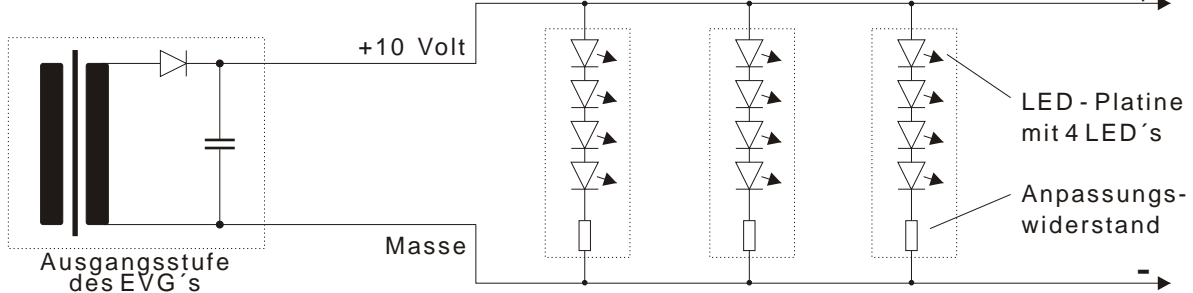 +10 Volt
LED - Platine
mit 4 LED´s
Anpassungs-
widerstand
Masse
-
Ausgangsstufe
des EVG´s